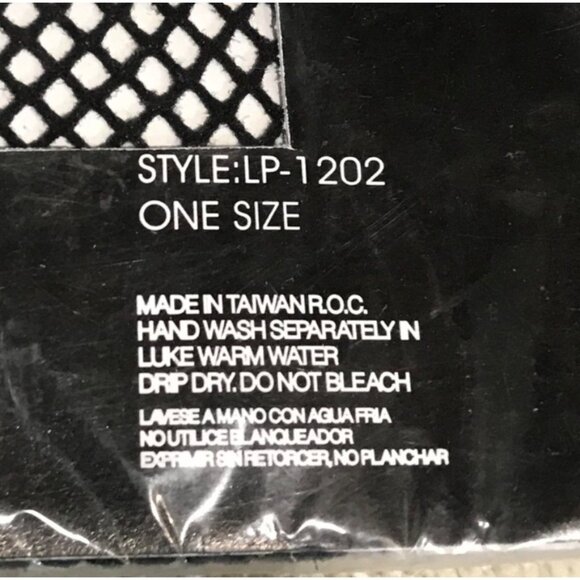 STYLE:LP-1202
ONE SIZE
MADE IN TAIWAN R.O.C.
HAND WASH SEPARATELY IN
LUKE WARM WATER
DRIP DRY. DO NOT BLEACH
LAVESE A MANO CON AGUA FRIA
NO UTILICE BLANQUEADOR
EXPRIMIR SIN RETORCER, NO PLANCHAR